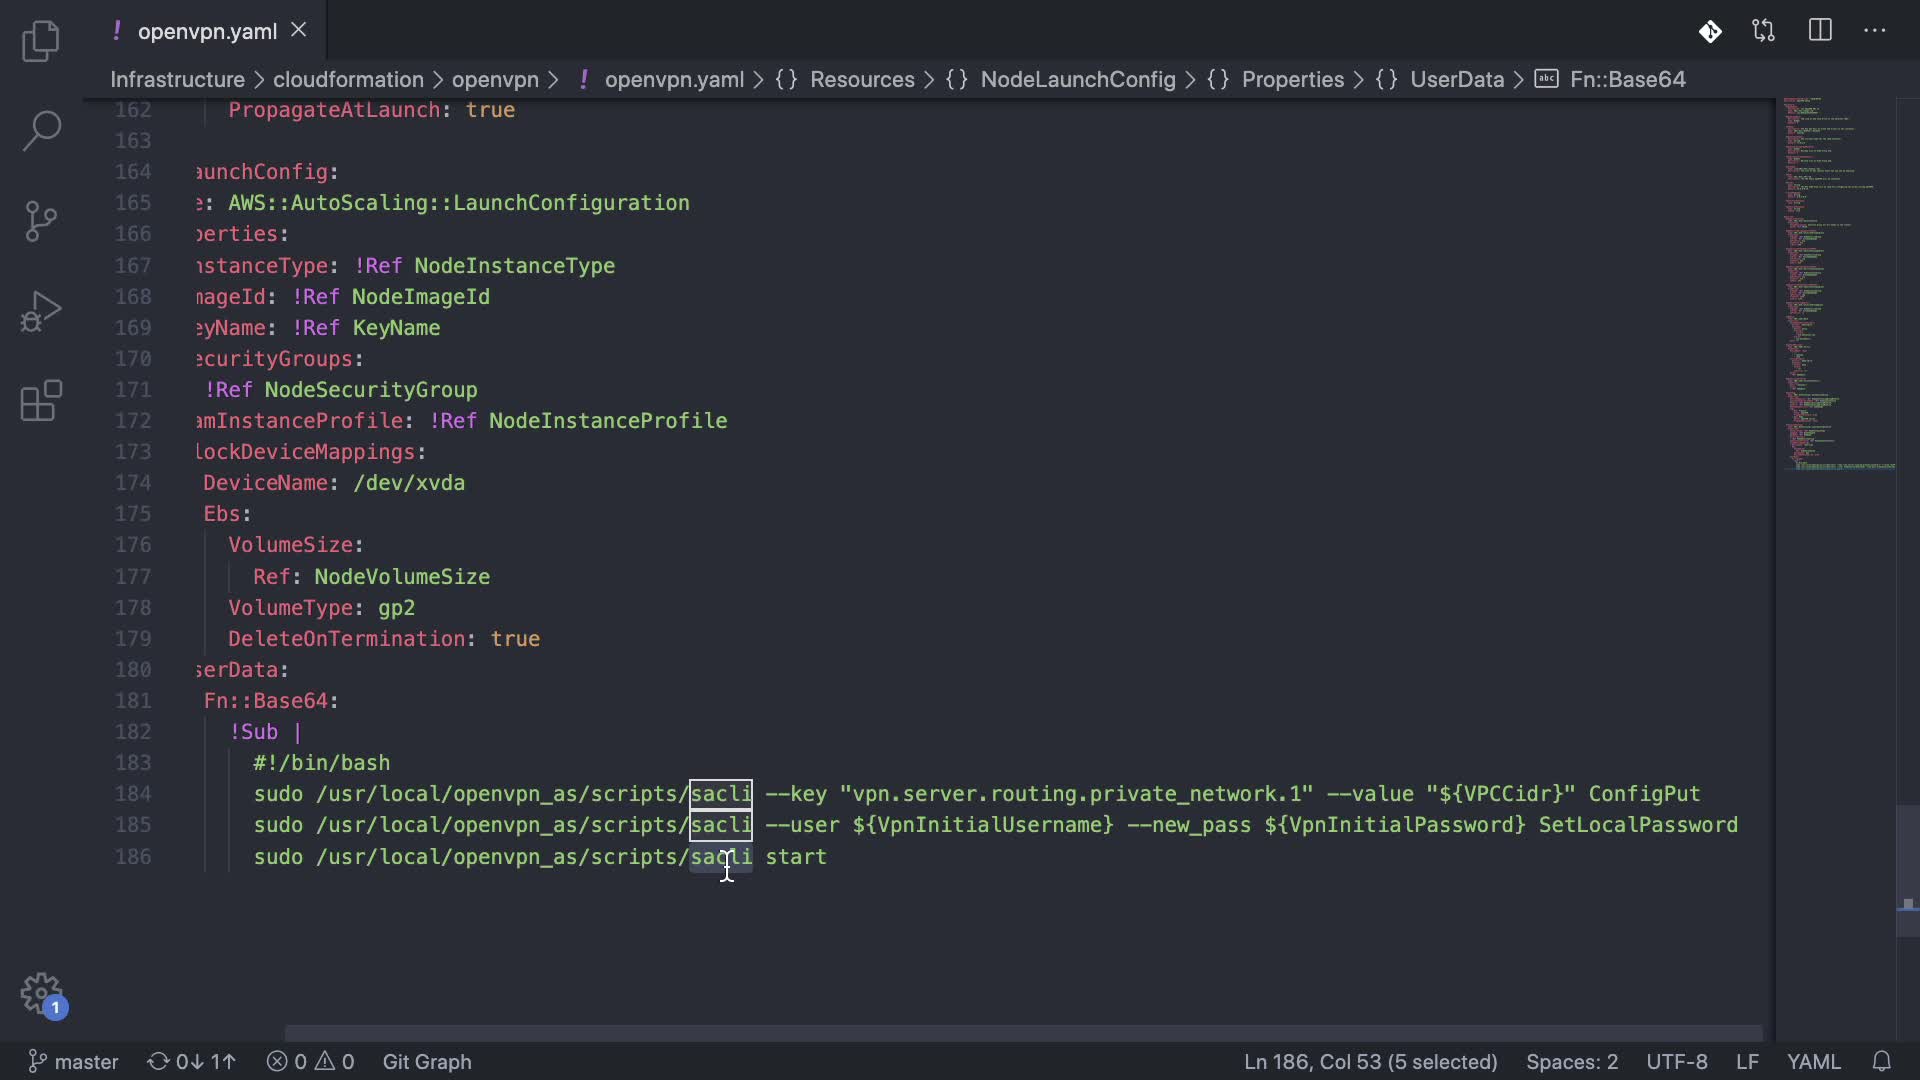 ! openvpn.yaml
Infrastructure > cloudformation > openvpn > ! openvpn.yaml > {} Resources > {} NodeLaunchConfig > {} Properties > {} UserData > abc Fn::Base64
162 PropagateAtLaunch: true
163
164 aunchConfig:
165 e: AWS::AutoScaling::LaunchConfiguration
166 perties:
167 nstanceType: !Ref NodeInstanceType
168 mageId: !Ref NodeImageId
169 eyName: !Ref KeyName
170 ecurityGroups:
171 !Ref NodeSecurityGroup
172 amInstanceProfile: !Ref NodeInstanceProfile
173 lockDeviceMappings:
174 DeviceName: /dev/xvda
175 Ebs:
176 VolumeSize:
177 Ref: NodeVolumeSize
178 VolumeType: gp2
179 DeleteOnTermination: true
180 serData:
181 Fn::Base64:
182 !Sub |
183 #!/bin/bash
184 sudo /usr/local/openvpn_as/scripts/sacli --key "vpn.server.routing.private_network.1" --value "${VPCCidr}" ConfigPut
185 sudo /usr/local/openvpn_as/scripts/sacli --user ${VpnInitialUsername} --new_pass ${VpnInitialPassword} SetLocalPassword
186 sudo /usr/local/openvpn_as/scripts/sacli start
1
master 0↓ 1↑ 0 0 Git Graph Ln 186, Col 53 (5 selected) Spaces: 2 UTF-8 LF YAML